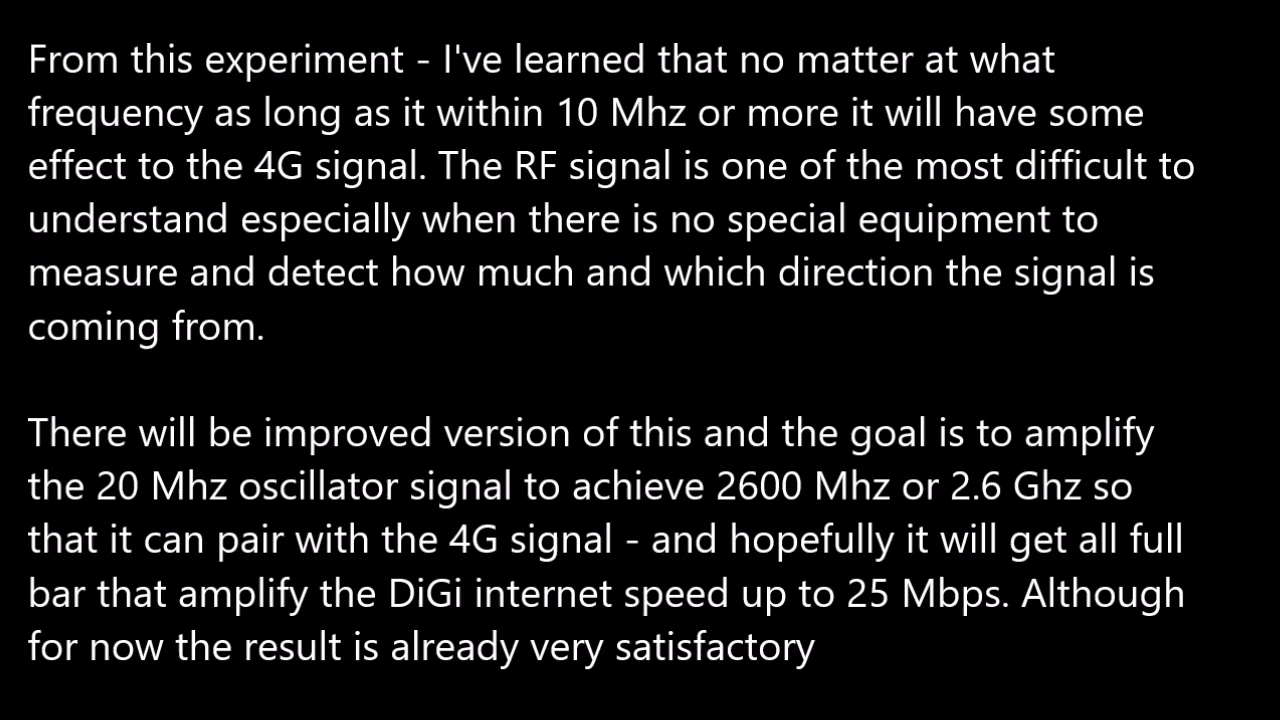 From this experiment - I've learned that no matter at what
frequency as long as it within 10 Mhz or more it will have some
effect to the 4G signal. The RF signal is one of the most difficult to
understand especially when there is no special equipment to
measure and detect how much and which direction the signal is
coming from.
There will be improved version of this and the goal is to amplify
the 20 Mhz oscillator signal to achieve 2600 Mhz or 2.6 Ghz so
that it can pair with the 4G signal - and hopefully it will get all full
bar that amplify the DiGi internet speed up to 25 Mbps. Although
for now the result is already very satisfactory